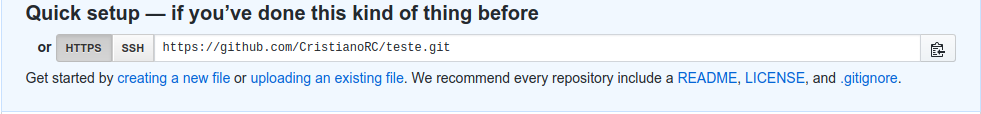 Quick setup — if you’ve done this kind of thing before
or HTTPS SSH https://github.com/CristianoRC/teste.git
Get started by creating a new file or uploading an existing file. We recommend every repository include a README, LICENSE, and .gitignore.